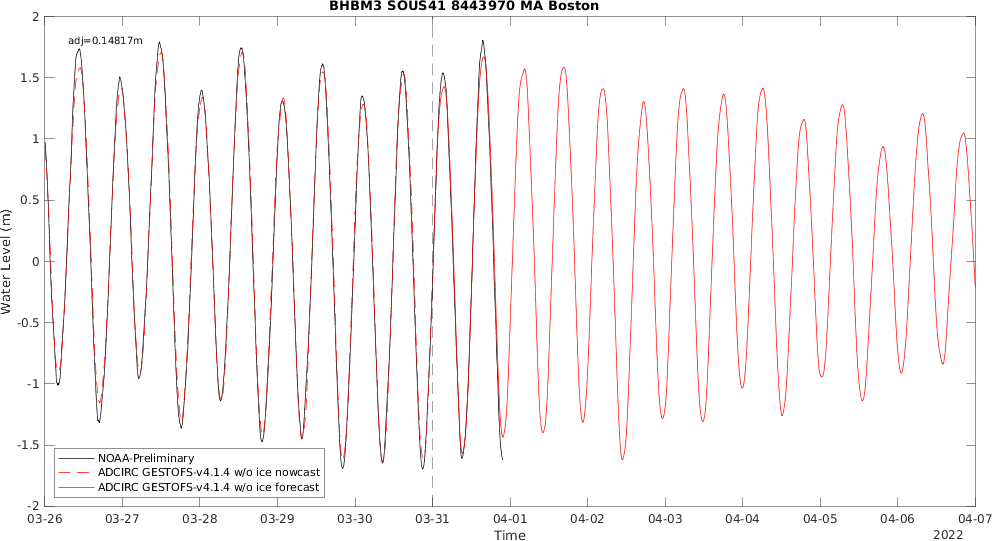 BHBM3 SOUS41 8443970 MA Boston
adj=0.14817m
Water Level (m)
2
1.5
1
0.5
0
-0.5
-1
-1.5
-2
NOAA-Preliminary
ADCIRC GESTOFS-v4.1.4 w/o ice nowcast
ADCIRC GESTOFS-v4.1.4 w/o ice forecast
03-26 03-27 03-28 03-29 03-30 03-31 04-01 04-02 04-03 04-04 04-05 04-06 04-07
Time
2022